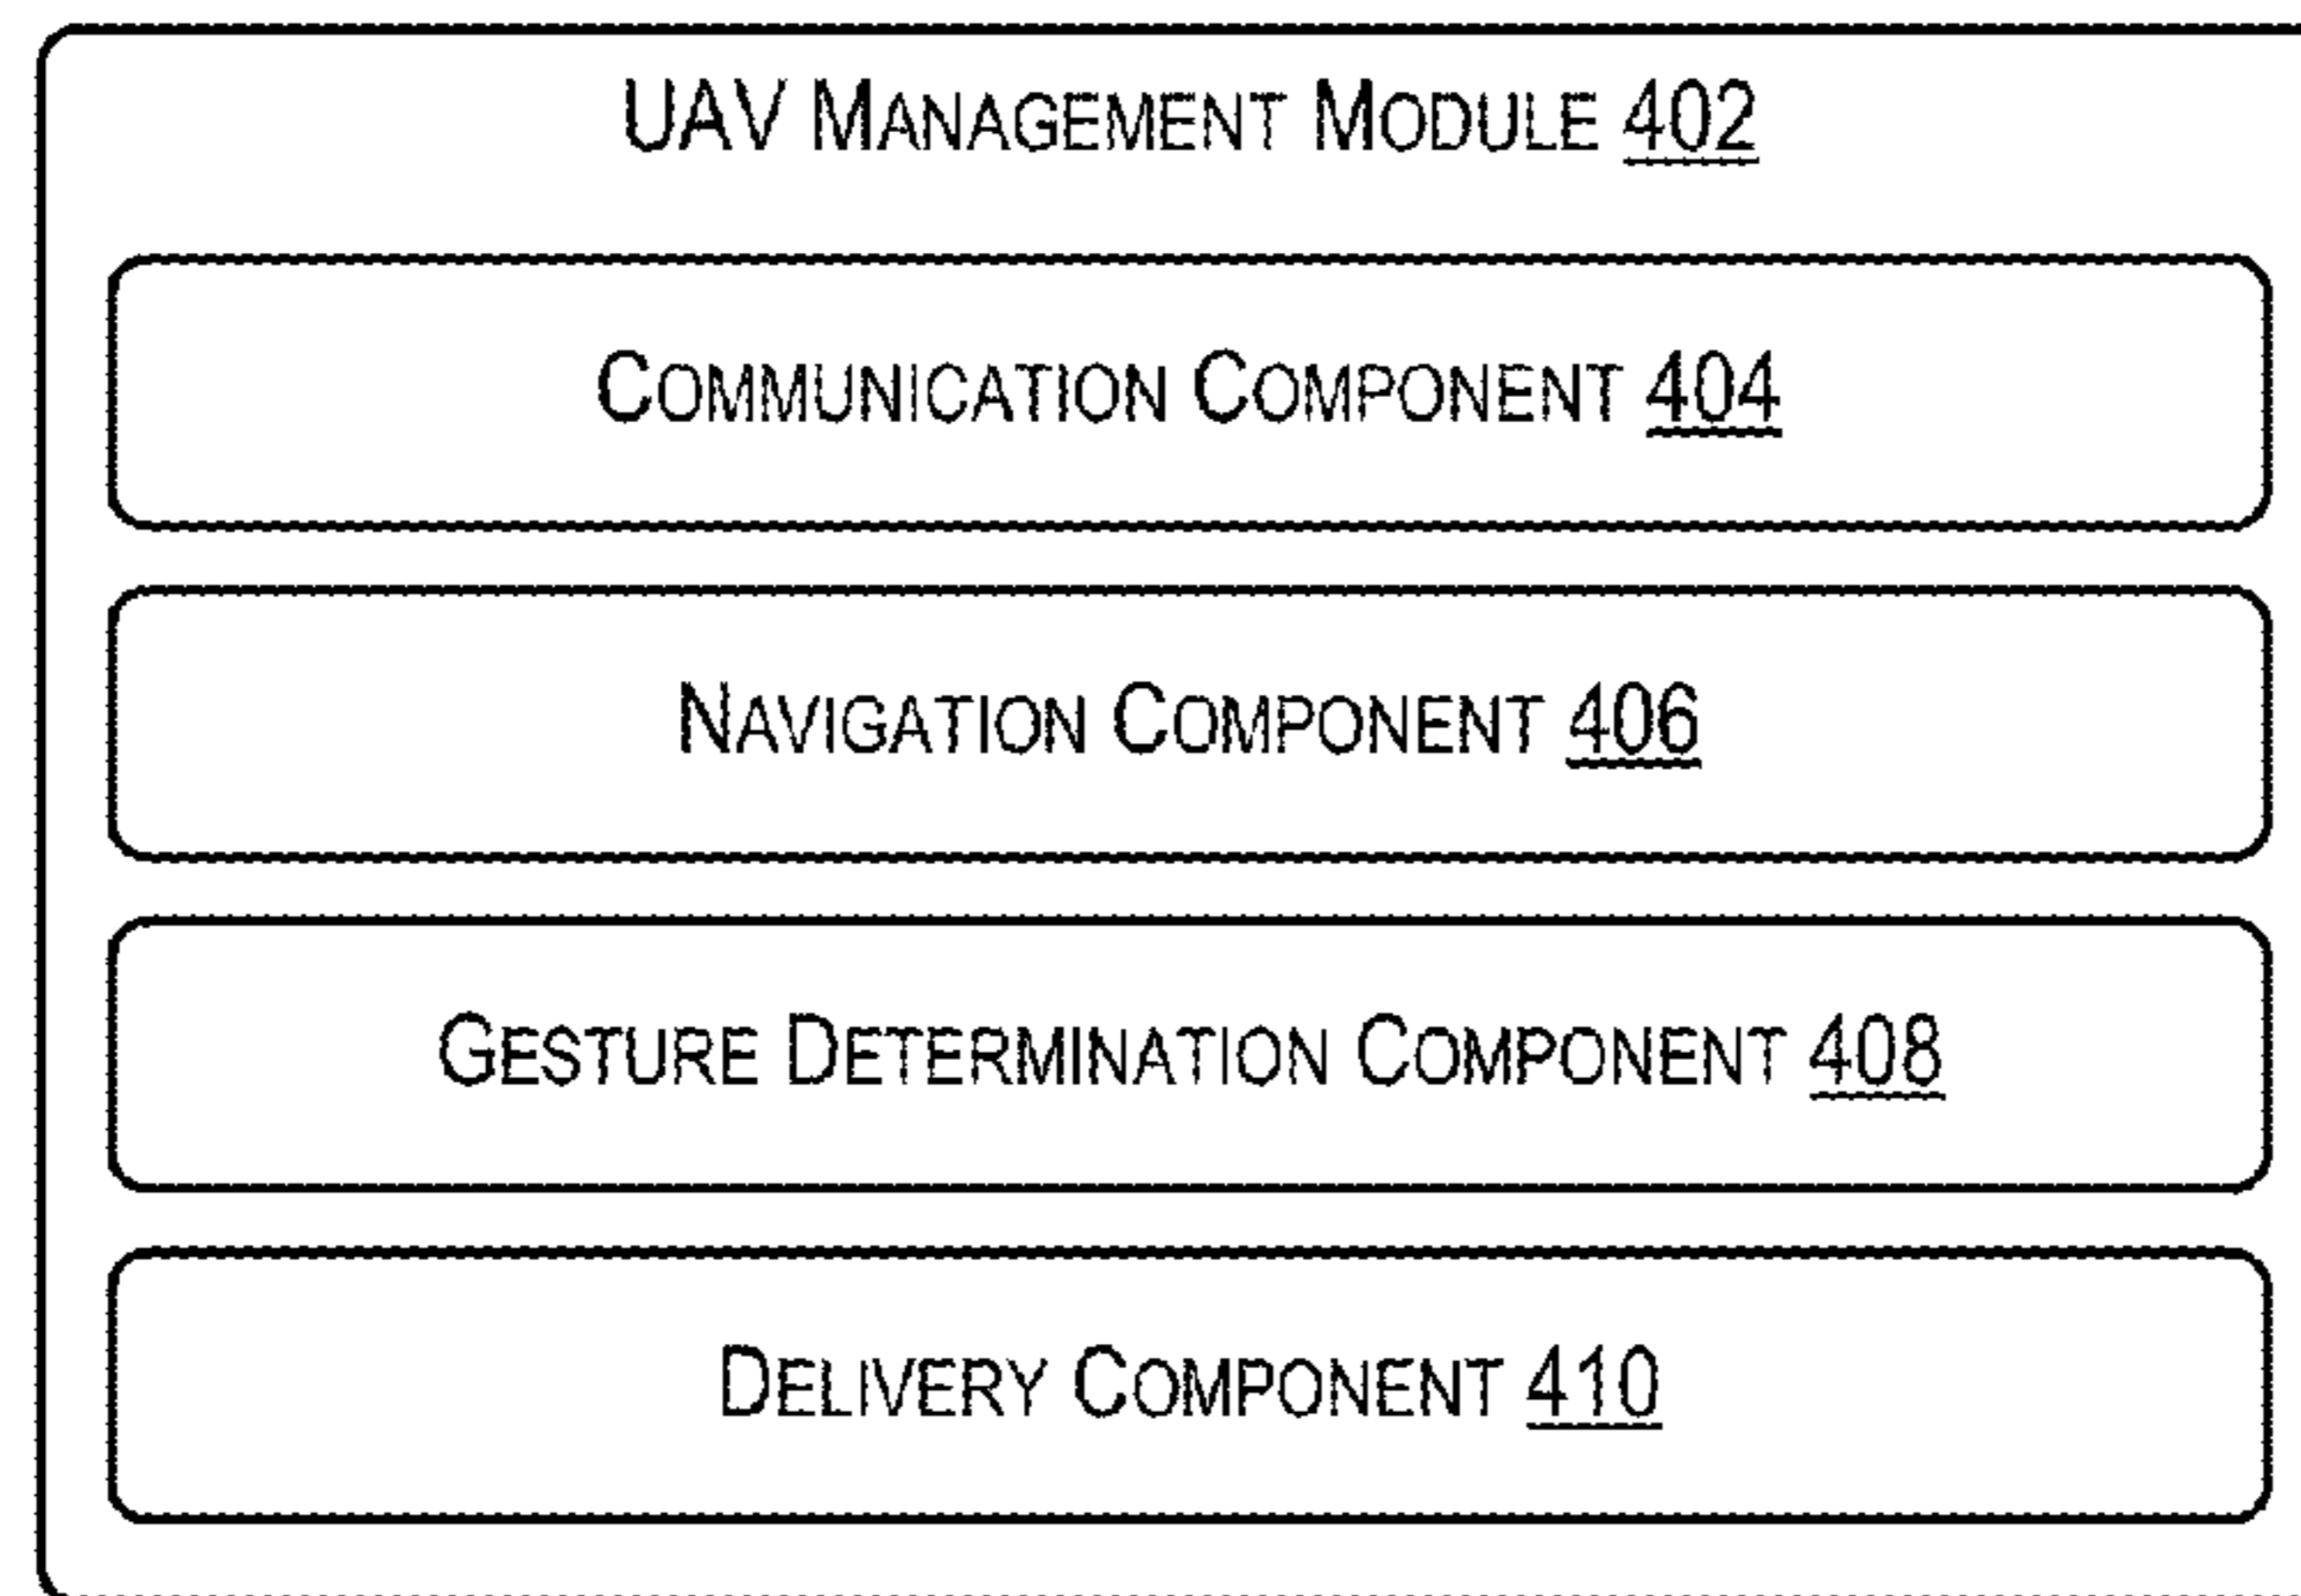 UAV MANAGEMENT MODULE 402
COMMUNICATION COMPONENT 404
NAVIGATION COMPONENT 406
GESTURE DETERMINATION COMPONENT 408
DELIVERY COMPONENT 410